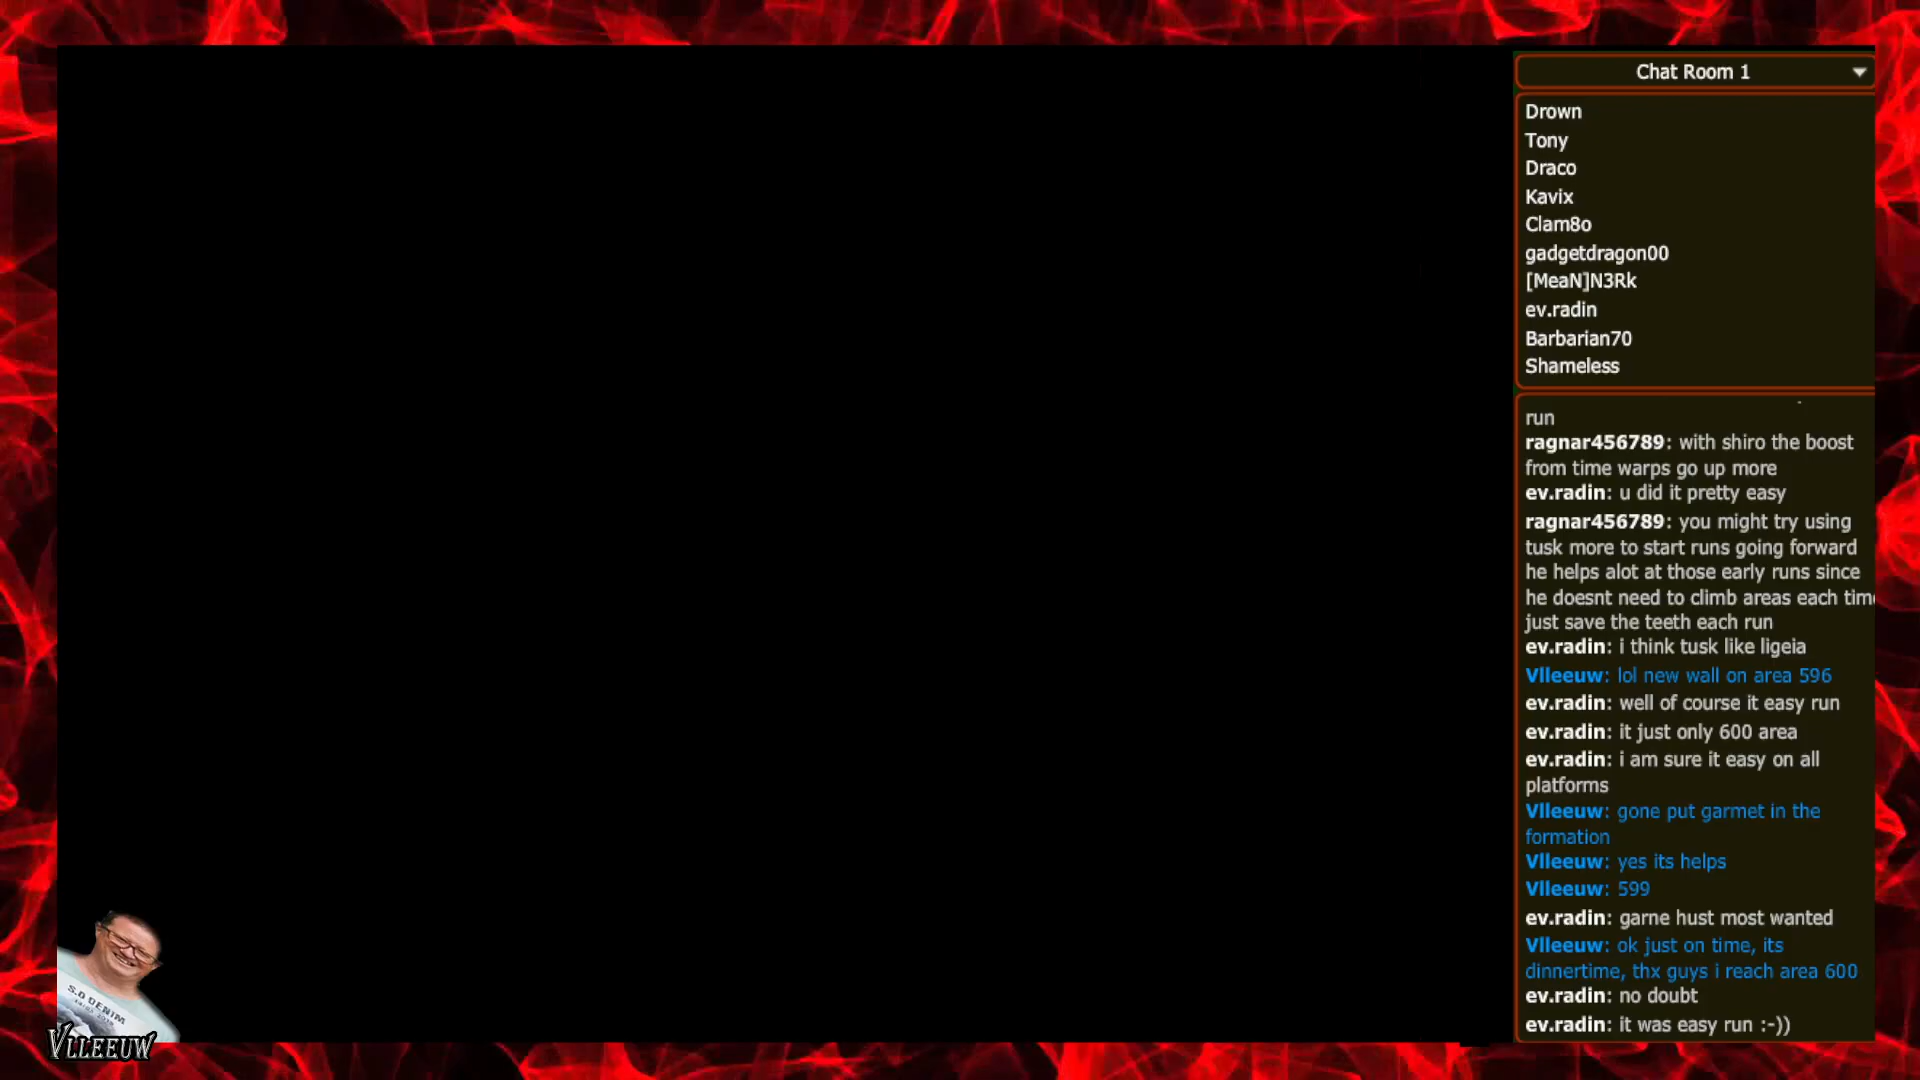 Chat Room 1
Drown
Tony
Draco
Kavix
Clam8o
gadgetdragon00
[MeaN]N3Rk
ev.radin
Barbarian70
Shameless
run
ragnar456789: with shiro the boost
from time warps go up more
ev.radin: u did it pretty easy
ragnar456789: you might try using
tusk more to start runs going forward
he helps alot at those early runs since
he doesnt need to climb areas each time
just save the teeth each run
ev.radin: i think tusk like ligeia
Vlleeuw: lol new wall on area 596
ev.radin: well of course it easy run
ev.radin: it just only 600 area
ev.radin: i am sure it easy on all
platforms
Vlleeuw: gone put garmet in the
formation
Vlleeuw: yes its helps
Vlleeuw: 599
ev.radin: garne hust most wanted
Vlleeuw: ok just on time, its
dinnertime, thx guys i reach area 600
ev.radin: no doubt
ev.radin: it was easy run :-))
S.O DENIM
VLLEEUW